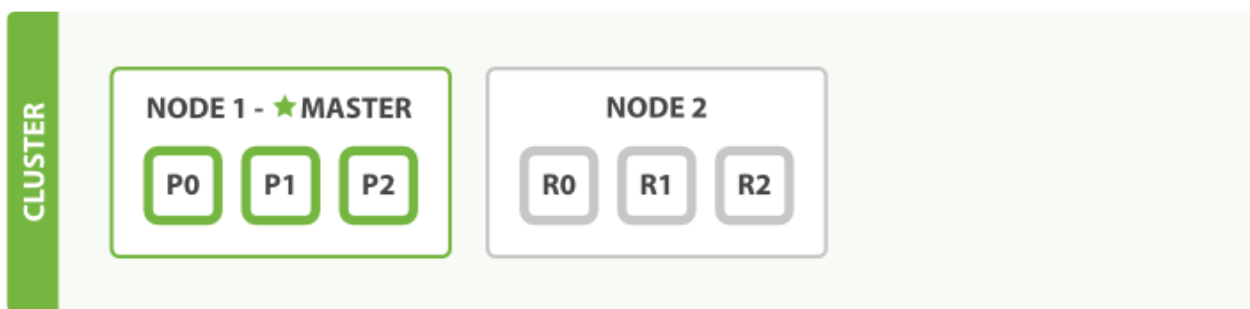 CLUSTER
NODE 1 - ★ MASTER
P0 P1 P2
NODE 2
R0 R1 R2